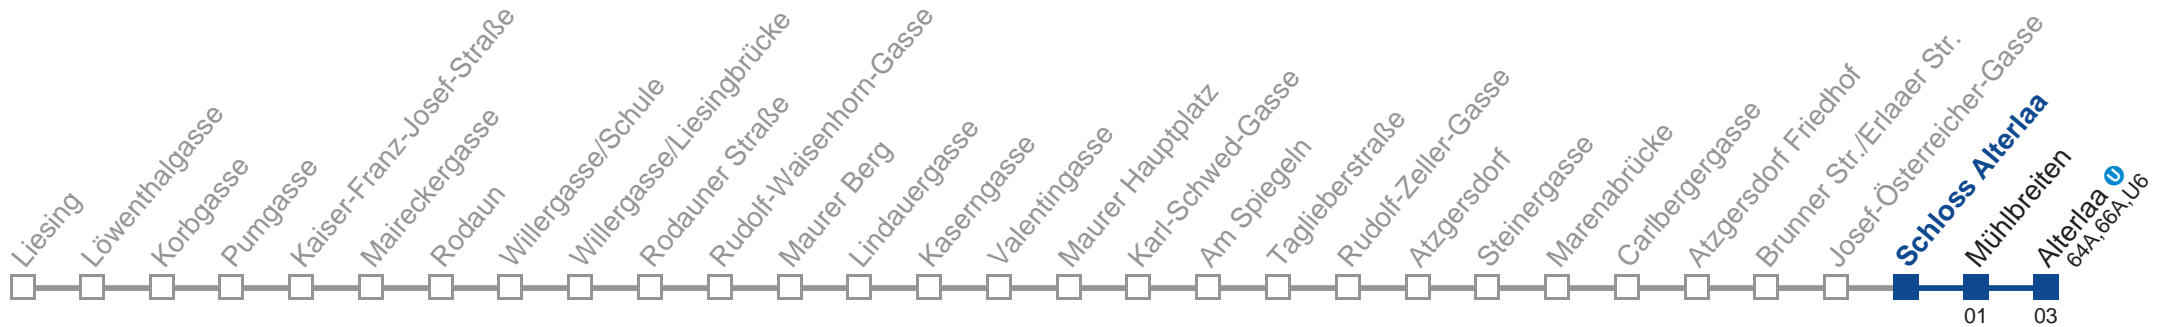 Liesing
Löwenthalgasse
Korbgasse
Pumgasse
Kaiser-Franz-Josef-Straße
Maireckergasse
Rodaun
Willergasse/Schule
Willergasse/Liesingbrücke
Rodauner Straße
Rudolf-Waisenhorn-Gasse
Maurer Berg
Lindauergasse
Kaserngasse
Valentingasse
Maurer Hauptplatz
Karl-Schwed-Gasse
Am Spiegeln
Taglieberstraße
Rudolf-Zeller-Gasse
Atzgersdorf
Steinergasse
Marenabrücke
Carlbergergasse
Atzgersdorf Friedhof
Brunner Str./Erlaaer Str.
Josef-Österreicher-Gasse
Schloss Alterlaa
Mühlbreiten
Alterlaa U
64A,66A,U6
01
03